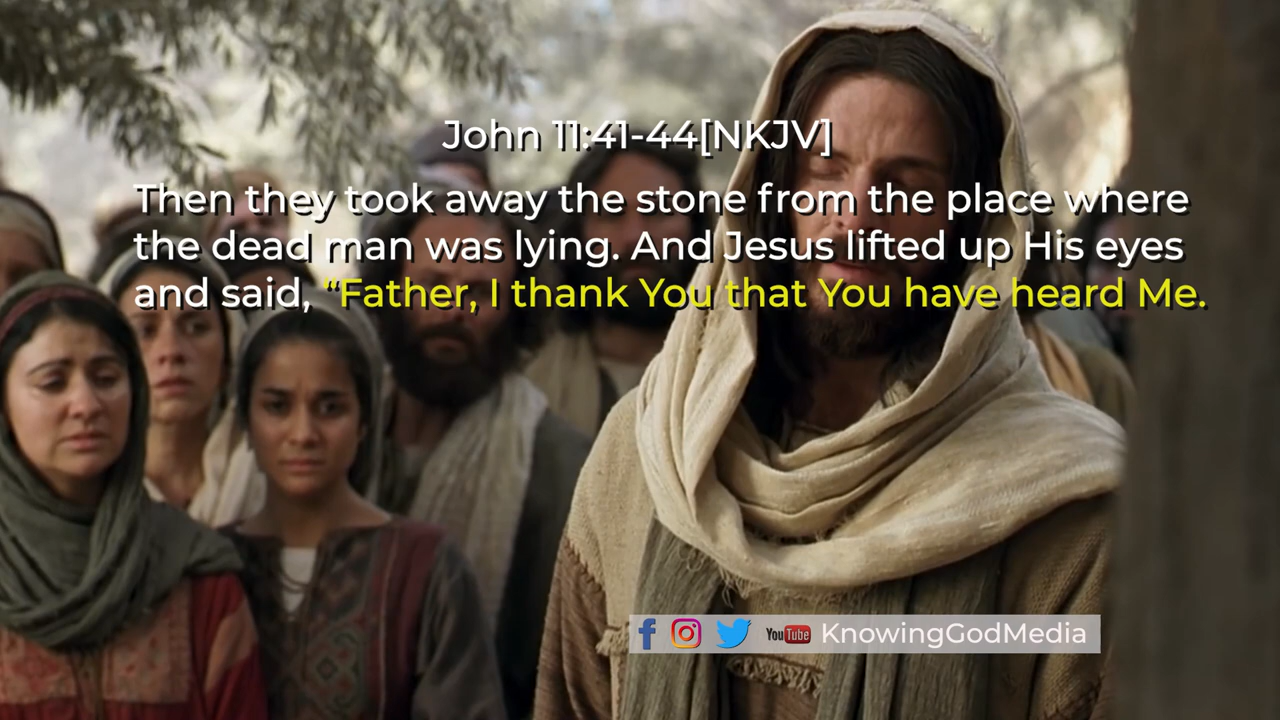 John 11:41-44[NKJV]
Then they took away the stone from the place where
the dead man was lying. And Jesus lifted up His eyes
and said, “Father, I thank You that You have heard Me.
f YouTube KnowingGodMedia